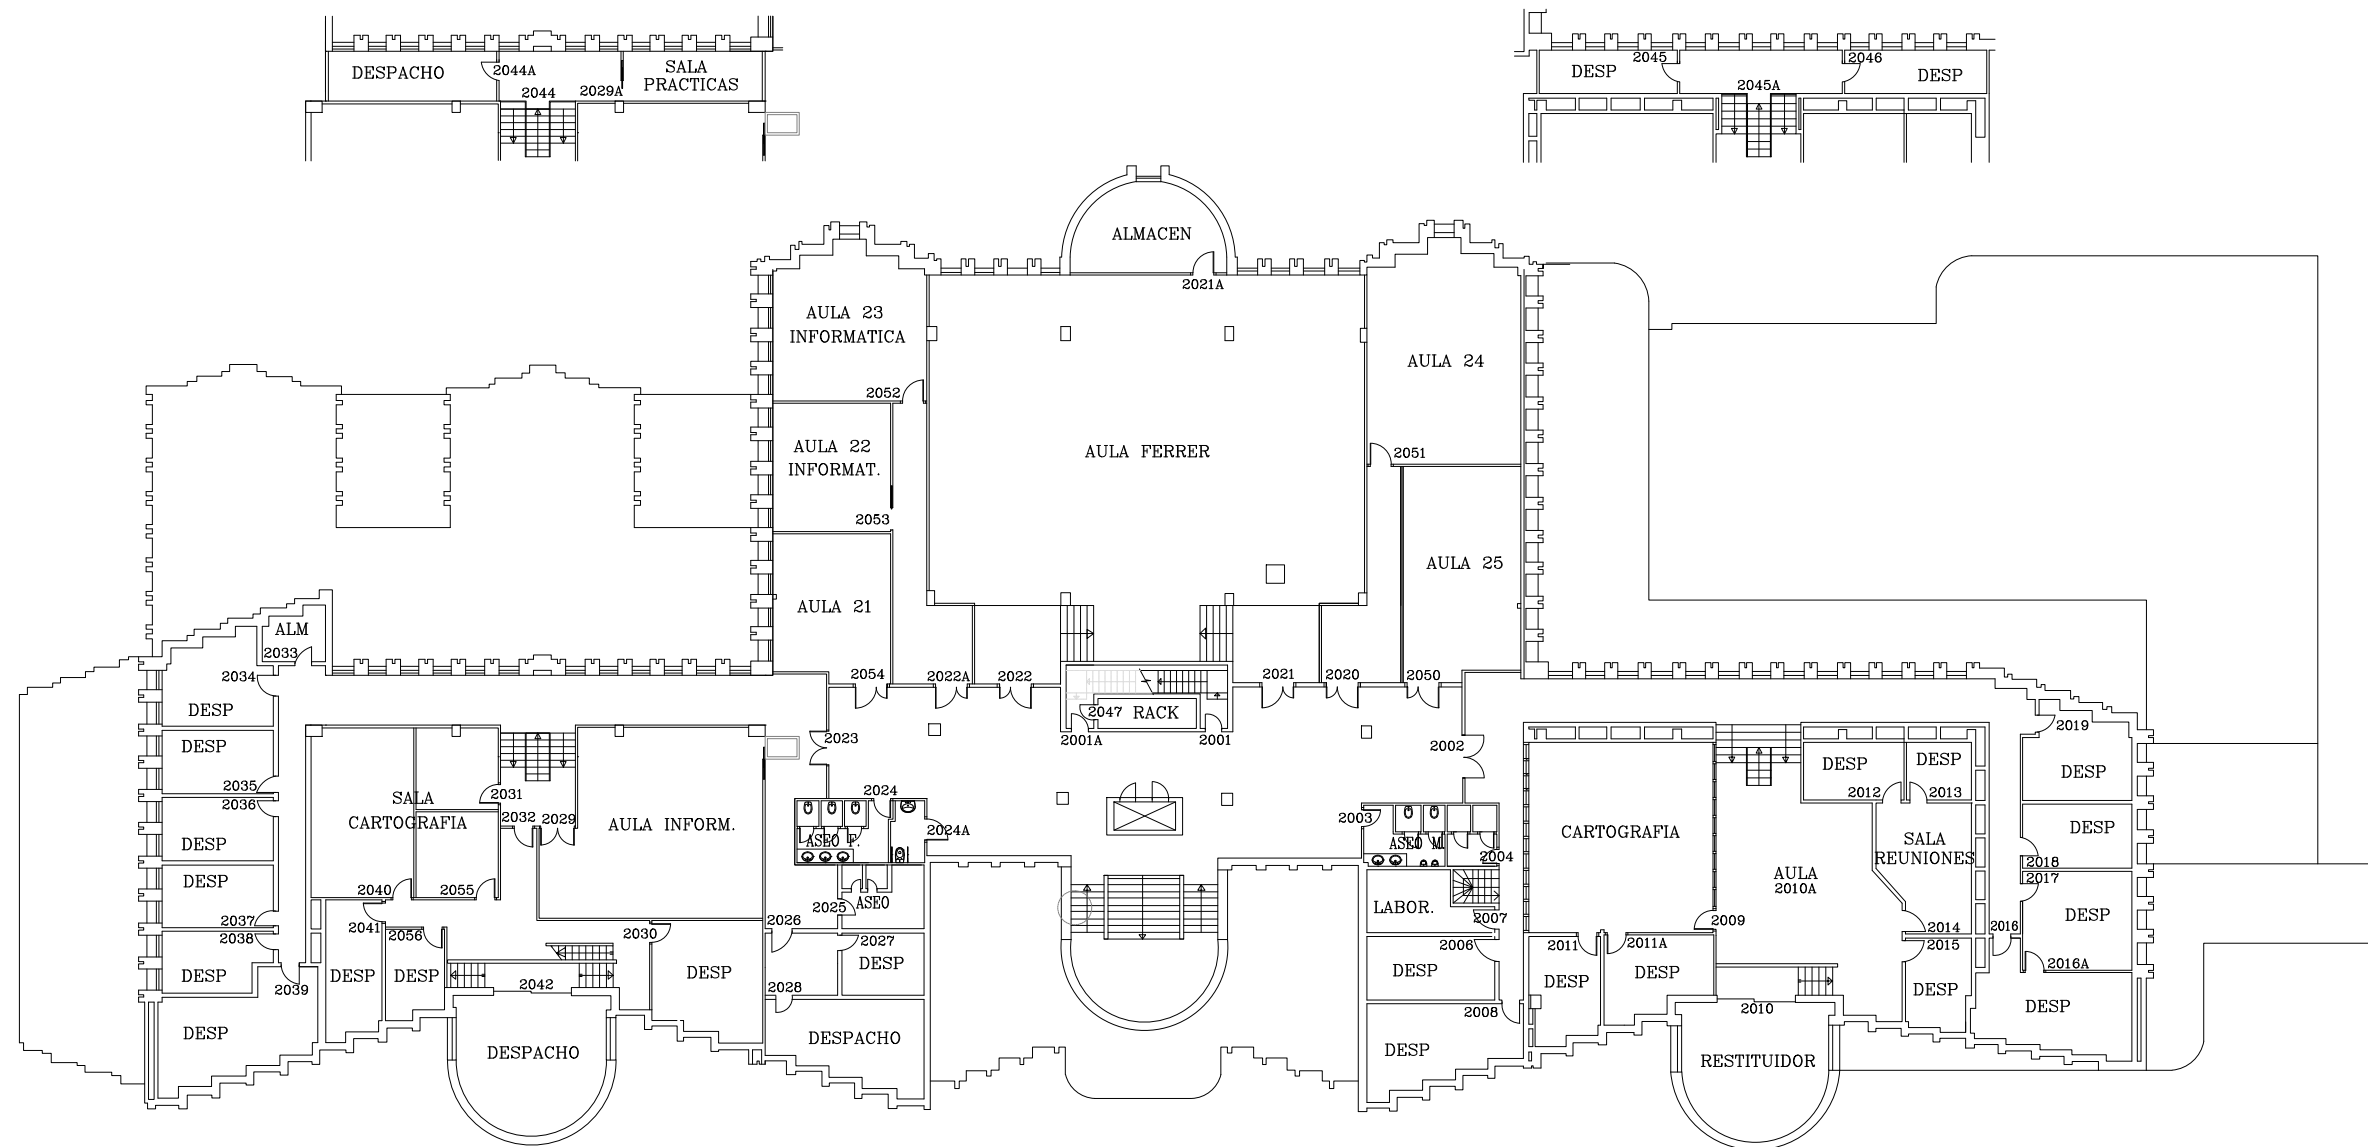 DESPACHO
2044A
SALA
PRACTICAS
2044
2029A
2045
2046
DESP
DESP
2045A
ALMACEN
2021A
AULA 23
INFORMATICA
AULA 24
2052
AULA 22
INFORMAT.
AULA FERRER
2051
2053
AULA 25
AULA 21
ALM
2033
2034
2054
2022A
2022
2021
2020
2050
DESP
2047
RACK
2019
DESP
2023
2001A
2001
2002
2035
2036
2031
2024
2012
2013
DESP
DESP
DESP
SALA
CARTOGRAFIA
2032
2029
AULA INFORM.
2024A
2003
CARTOGRAFIA
SALA
REUNIONES
DESP
DESP
ASEO F.
ASEO M.
2004
2018
2017
DESP
2040
2055
AULA
2010A
2037
2038
2041
2056
2030
2026
2025
ASEO
LABOR.
2007
2009
2014
2016
DESP
2027
2006
2011
2011A
2015
2016A
DESP
DESP
DESP
DESP
DESP
DESP
DESP
DESP
DESP
DESP
2039
2042
2028
2008
2010
DESP
DESPACHO
DESPACHO
DESP
RESTITUIDOR